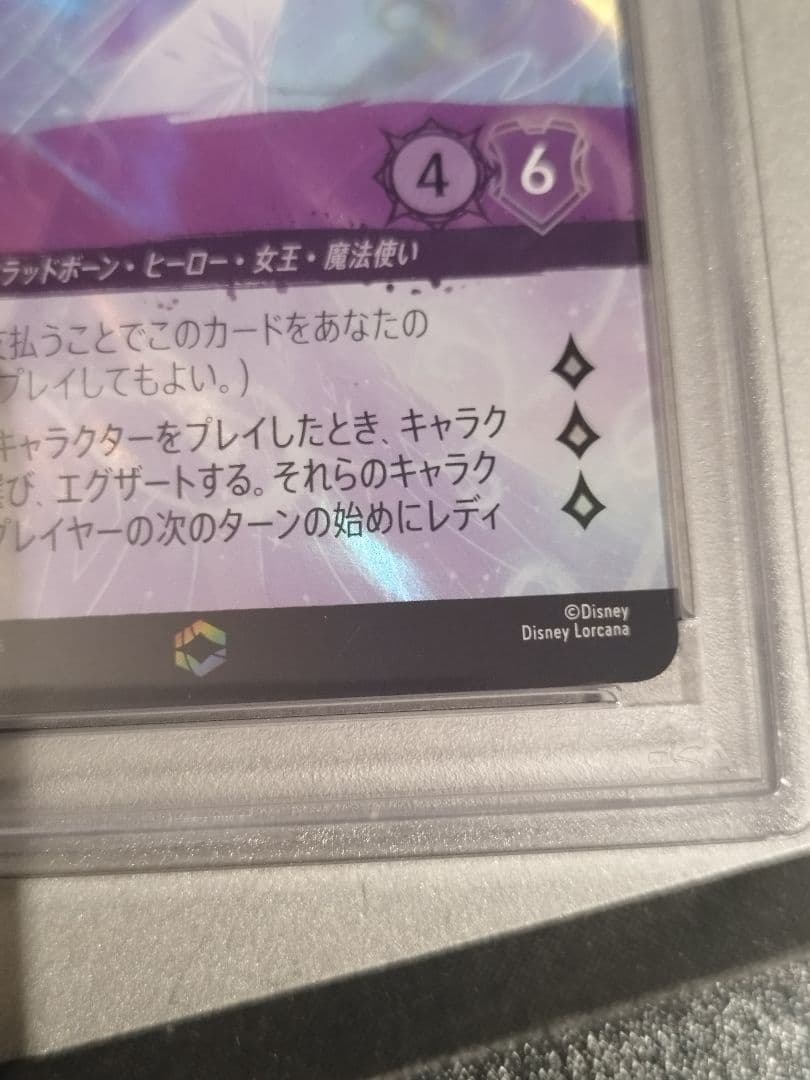 4 6
ラッドボーン・ヒーロー・女王・魔法使い
払うことでこのカードをあなたの
プレイしてもよい。)
キャラクターをプレイしたとき、キャラク
び、エグザートする。それらのキャラク
プレイヤーの次のターンの始めにレディ
©Disney
Disney Lorcana